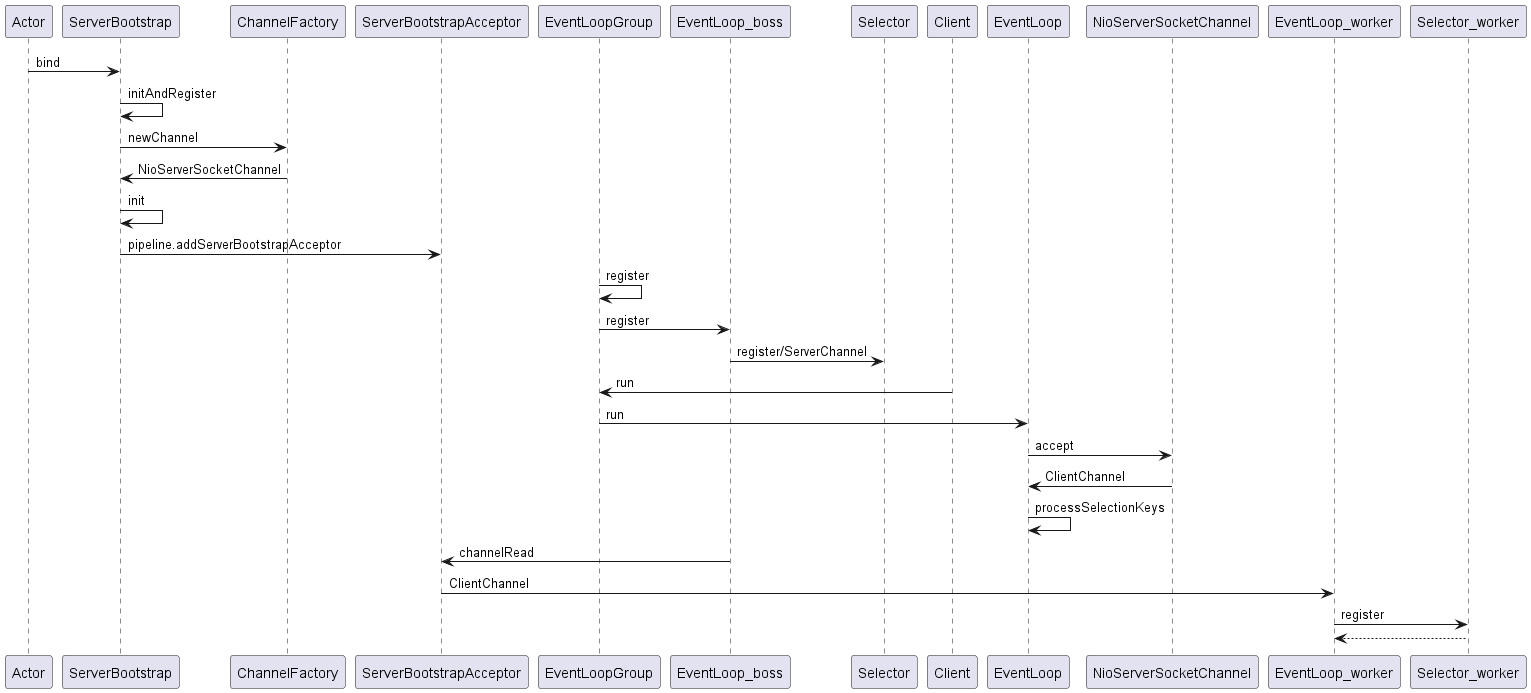 Actor ServerBootstrap ChannelFactory ServerBootstrapAcceptor EventLoopGroup EventLoop_boss Selector Client EventLoop NioServerSocketChannel EventLoop_worker Selector_worker
bind
initAndRegister
newChannel
NioServerSocketChannel
init
pipeline.addServerBootstrapAcceptor
register
register
register/ServerChannel
run
run
accept
ClientChannel
processSelectionKeys
channelRead
ClientChannel
register
Actor ServerBootstrap ChannelFactory ServerBootstrapAcceptor EventLoopGroup EventLoop_boss Selector Client EventLoop NioServerSocketChannel EventLoop_worker Selector_worker